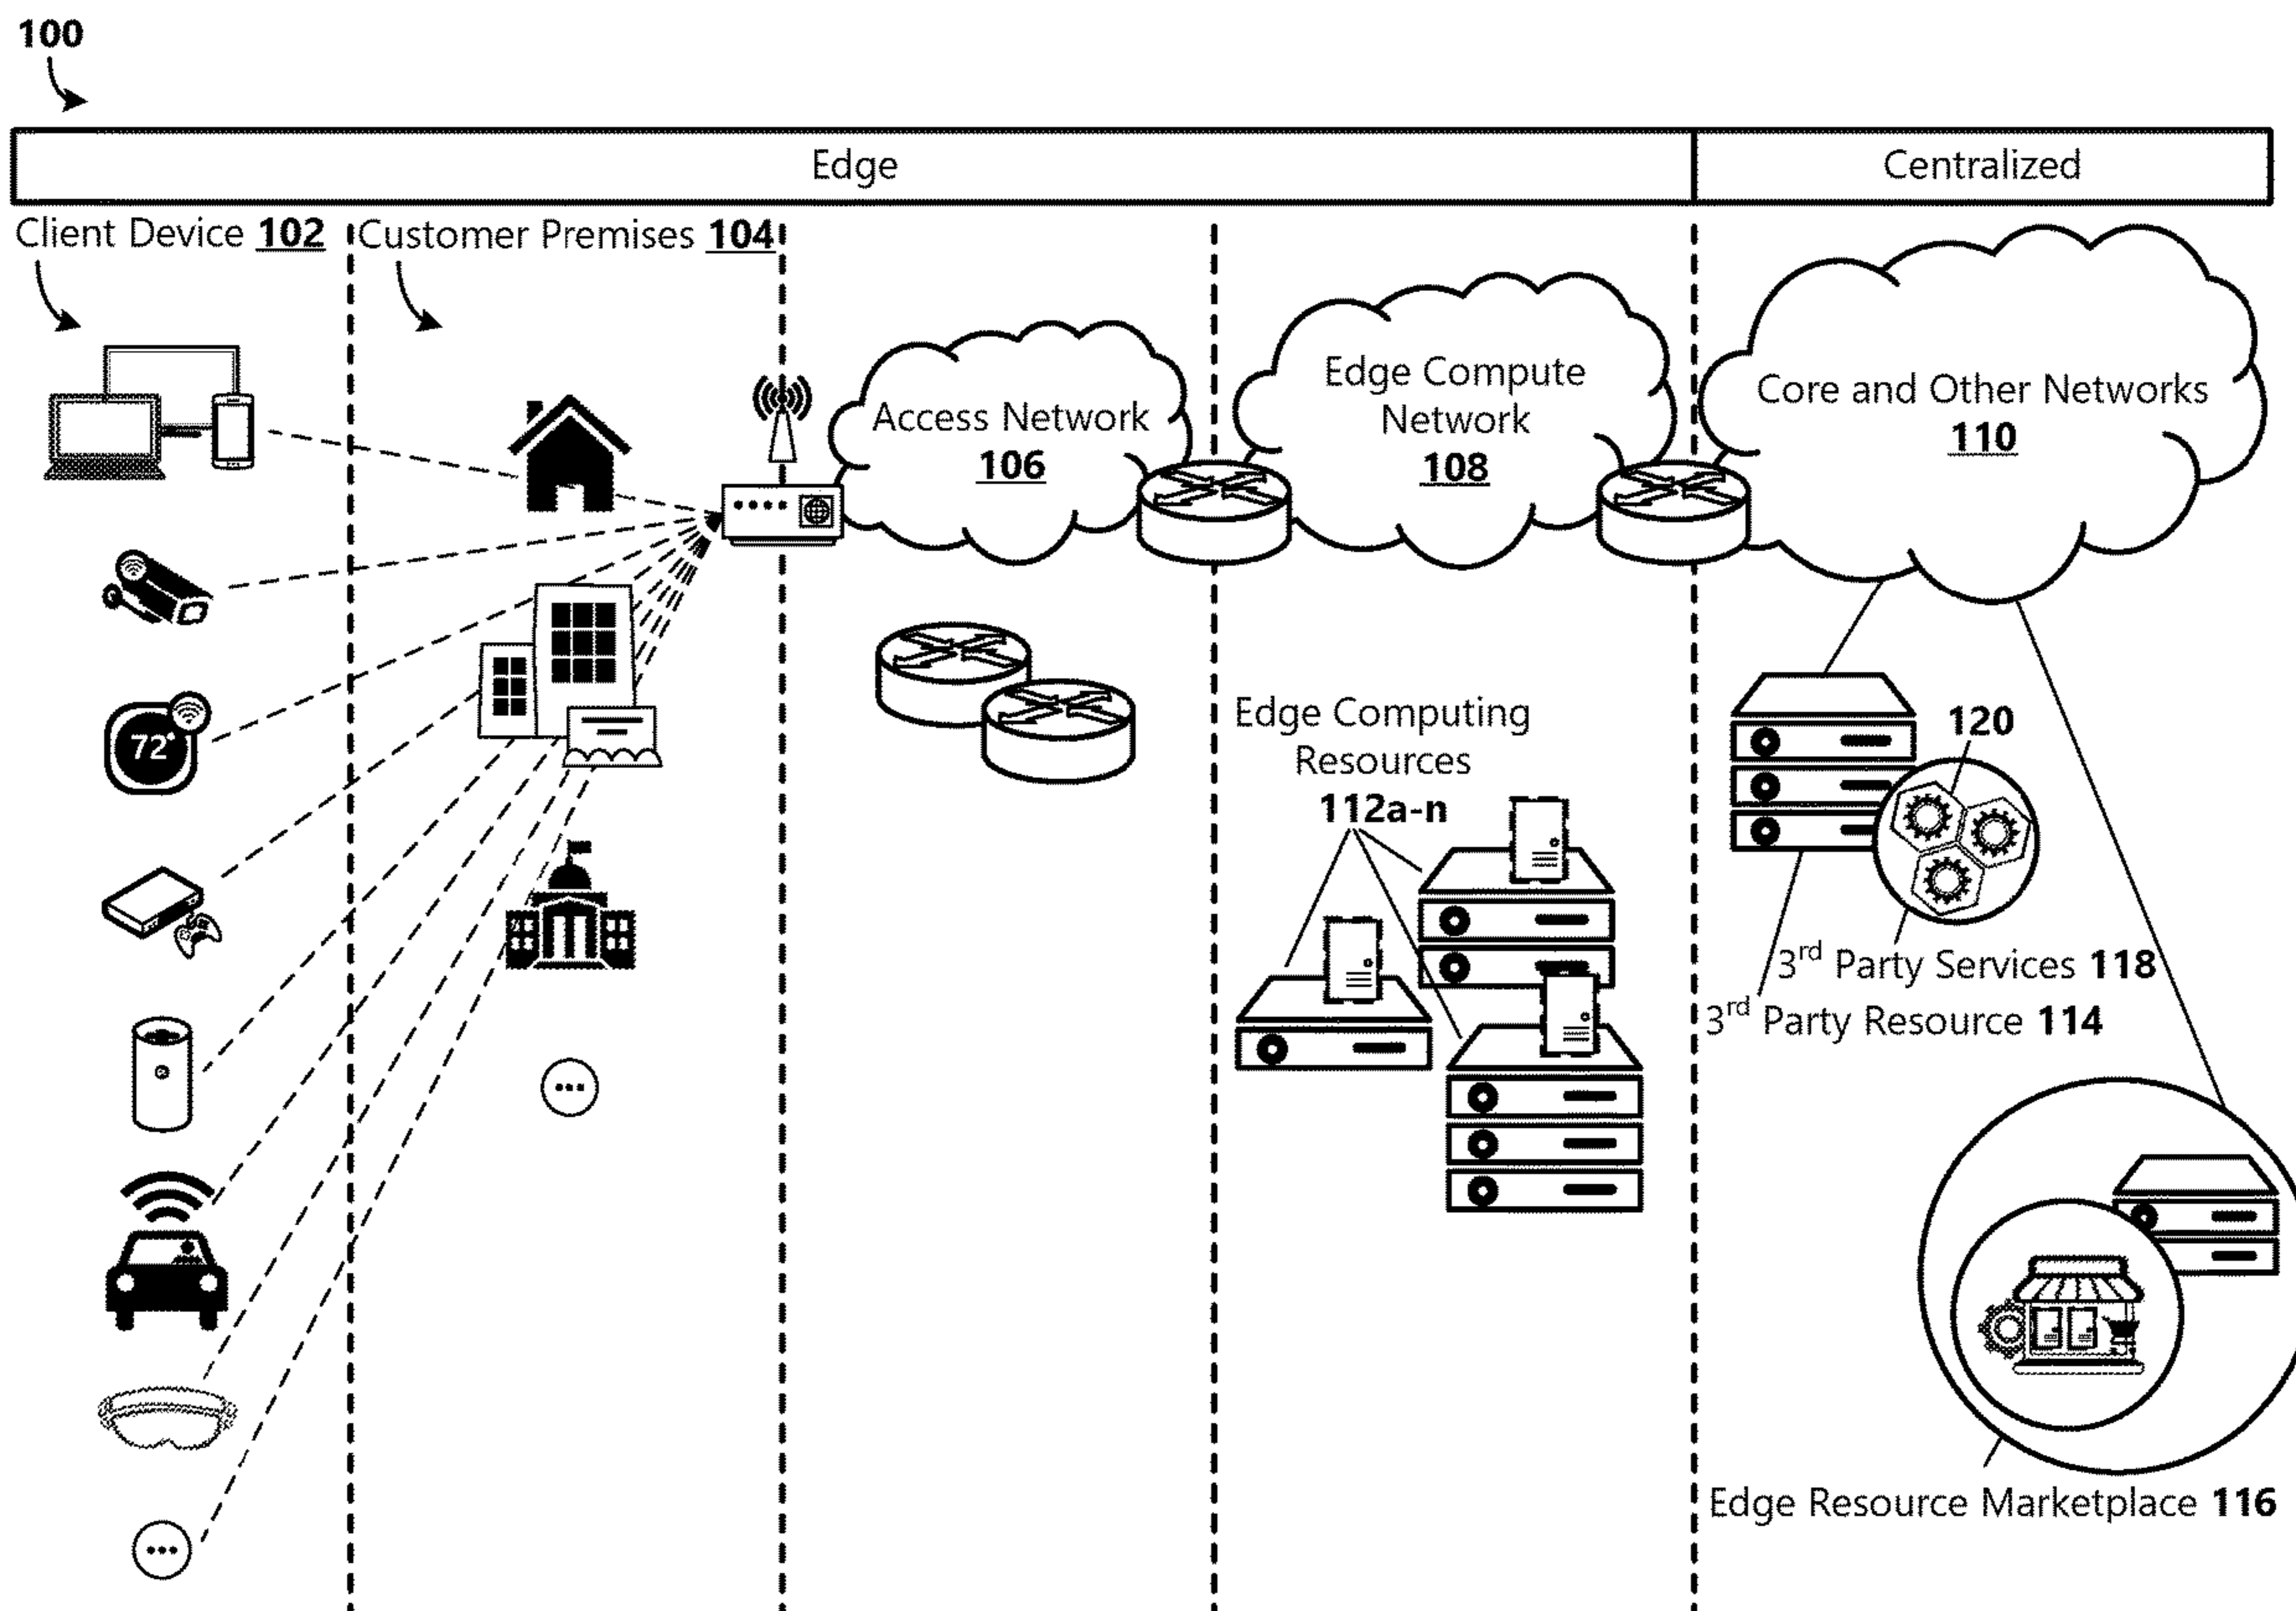 100
Edge
Centralized
Client Device 102
Customer Premises 104
Access Network
106
Edge Compute
Network
108
Core and Other Networks
110
72°
Edge Computing
Resources
112a-n
120
3rd Party Services 118
3rd Party Resource 114
Edge Resource Marketplace 116